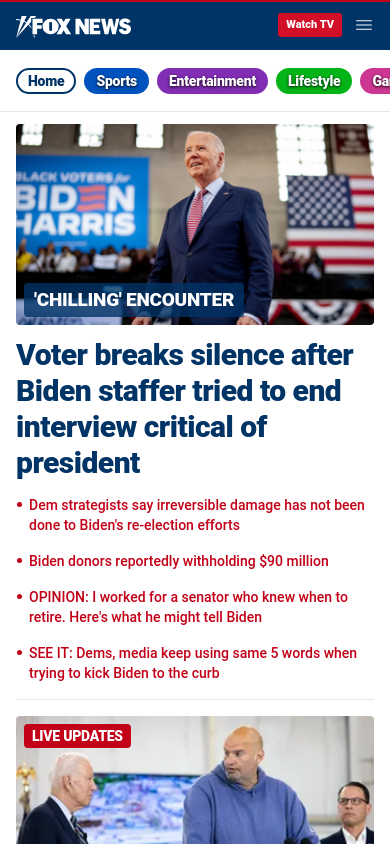 FOX NEWS
Watch TV
Home
Sports
Entertainment
Lifestyle
BLACK VOTERS for
BIDEN
HARRIS
'CHILLING' ENCOUNTER
Voter breaks silence after
Biden staffer tried to end
interview critical of
president
• Dem strategists say irreversible damage has not been
done to Biden's re-election efforts
• Biden donors reportedly withholding $90 million
• OPINION: I worked for a senator who knew when to
retire. Here's what he might tell Biden
• SEE IT: Dems, media keep using same 5 words when
trying to kick Biden to the curb
LIVE UPDATES